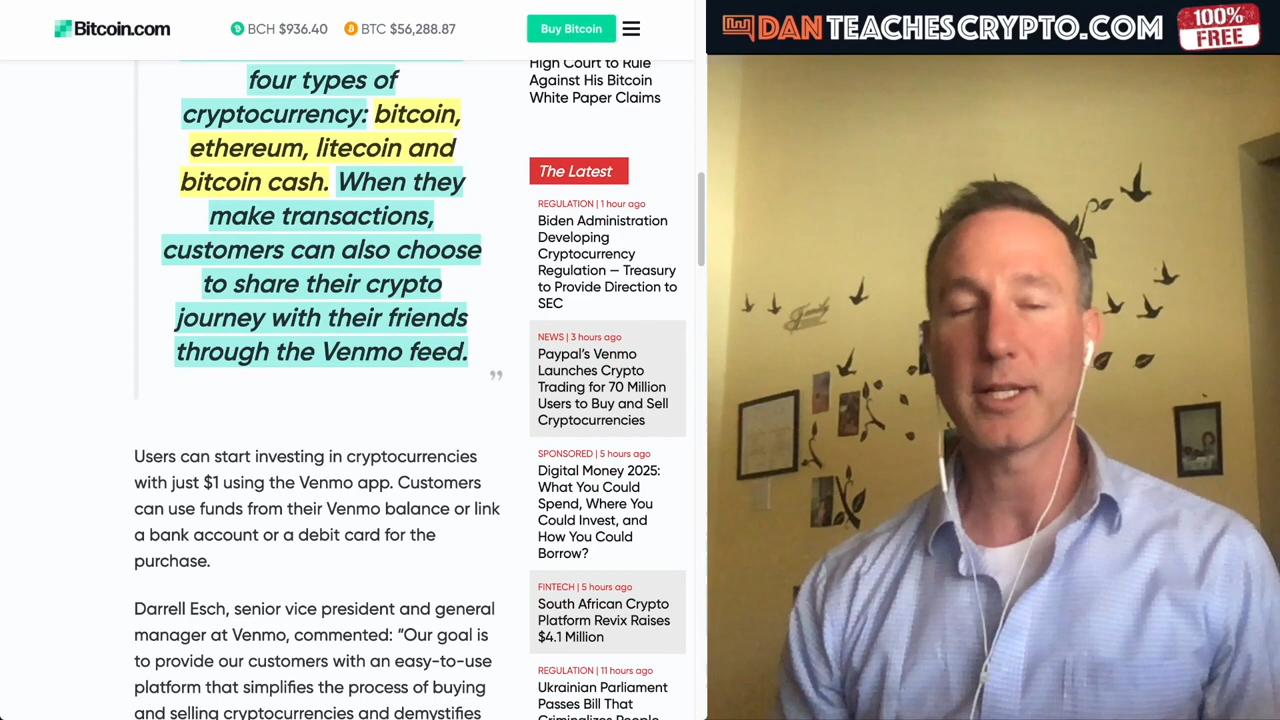 Bitcoin.com
BCH $936.40
BTC $56,288.87
Buy Bitcoin
four types of
cryptocurrency: bitcoin,
ethereum, litecoin and
bitcoin cash. When they
make transactions,
customers can also choose
to share their crypto
journey with their friends
through the Venmo feed.
”
Users can start investing in cryptocurrencies
with just $1 using the Venmo app. Customers
can use funds from their Venmo balance or link
a bank account or a debit card for the
purchase.
Darrell Esch, senior vice president and general
manager at Venmo, commented: “Our goal is
to provide our customers with an easy-to-use
platform that simplifies the process of buying
and selling cryptocurrencies and demystifies
High Court to Rule
Against His Bitcoin
White Paper Claims
The Latest
REGULATION | 1 hour ago
Biden Administration
Developing
Cryptocurrency
Regulation — Treasury
to Provide Direction to
SEC
NEWS | 3 hours ago
Paypal's Venmo
Launches Crypto
Trading for 70 Million
Users to Buy and Sell
Cryptocurrencies
SPONSORED | 5 hours ago
Digital Money 2025:
What You Could
Spend, Where You
Could Invest, and
How You Could
Borrow?
FINTECH | 5 hours ago
South African Crypto
Platform Revix Raises
$4.1 Million
REGULATION | 11 hours ago
Ukrainian Parliament
Passes Bill That
Criminalizes People
DANTEACHESCRYPTO.COM
100%
FREE
Family